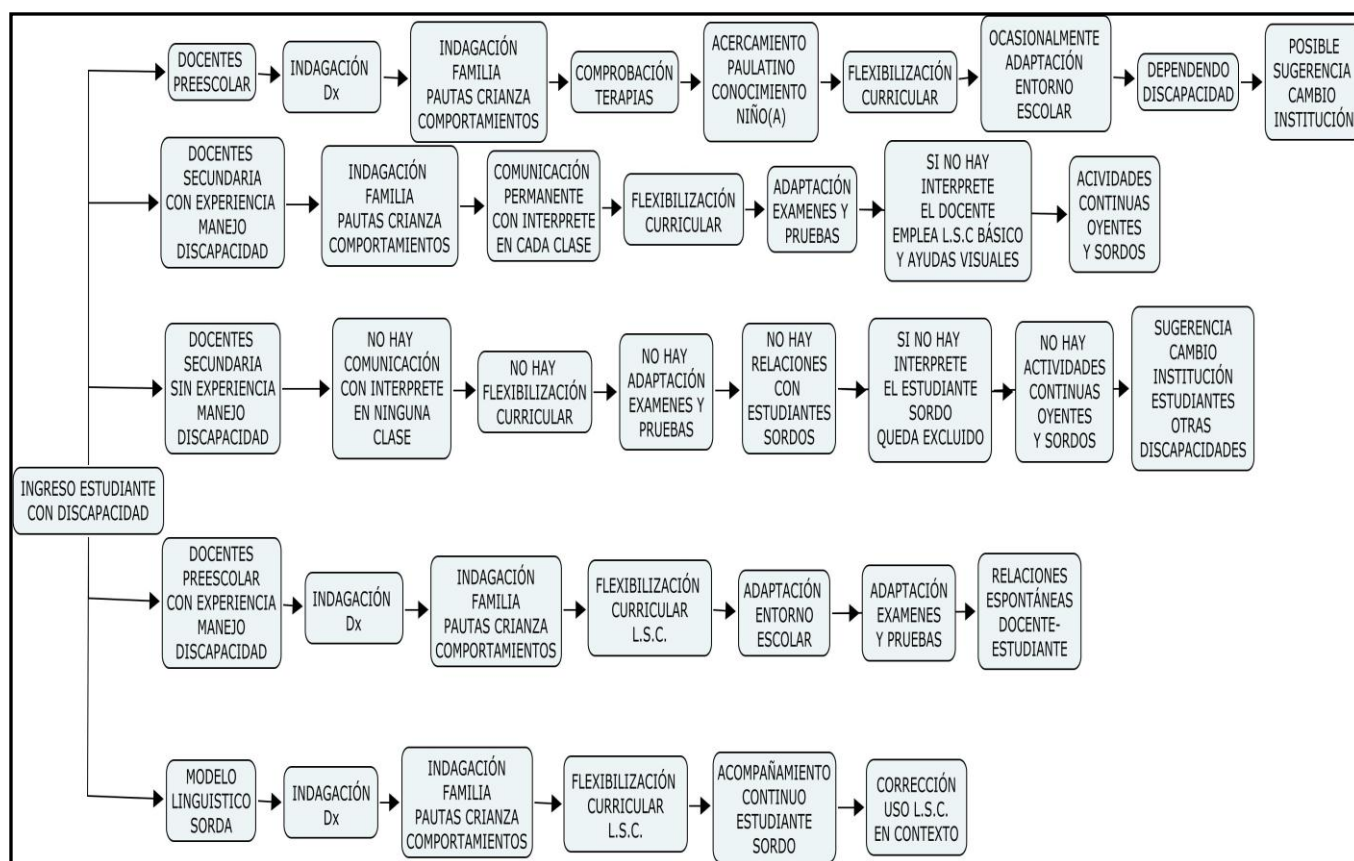 DOCENTES
PREESCOLAR
INDAGACIÓN
Dx
INDAGACIÓN
FAMILIA
PAUTAS CRIANZA
COMPORTAMIENTOS
COMPROBACIÓN
TERAPIAS
ACERCAMIENTO
PAULATINO
CONOCIMIENTO
NIÑO(A)
FLEXIBILIZACIÓN
CURRICULAR
OCASIONALMENTE
ADAPTACIÓN
ENTORNO
ESCOLAR
DEPENDENDO
DISCAPACIDAD
POSIBLE
SUGERENCIA
CAMBIO
INSTITUCIÓN
DOCENTES
SECUNDARIA
CON EXPERIENCIA
MANEJO
DISCAPACIDAD
INDAGACIÓN
FAMILIA
PAUTAS CRIANZA
COMPORTAMIENTOS
COMUNICACIÓN
PERMANENTE
CON INTERPRETE
EN CADA CLASE
FLEXIBILIZACIÓN
CURRICULAR
ADAPTACIÓN
EXAMENES Y
PRUEBAS
SI NO HAY
INTERPRETE
EL DOCENTE
EMPLEA L.S.C BÁSICO
Y AYUDAS VISUALES
ACIVIDADES
CONTINUAS
OYENTES
Y SORDOS
DOCENTES
SECUNDARIA
SIN EXPERIENCIA
MANEJO
DISCAPACIDAD
NO HAY
COMUNICACIÓN
CON INTERPRETE
EN NINGUNA
CLASE
NO HAY
FLEXIBILIZACIÓN
CURRICULAR
NO HAY
ADAPTACIÓN
EXAMENES Y
PRUEBAS
NO HAY
RELACIONES
CON
ESTUDIANTES
SORDOS
SI NO HAY
INTERPRETE
EL ESTUDIANTE
SORDO
QUEDA EXCLUIDO
NO HAY
ACTIVIDADES
CONTINUAS
OYENTES
Y SORDOS
SUGERENCIA
CAMBIO
INSTITUCIÓN
ESTUDIANTES
OTRAS
DISCAPACIDADES
INGRESO ESTUDIANTE
CON DISCAPACIDAD
DOCENTES
PREESCOLAR
CON EXPERIENCIA
MANEJO
DISCAPACIDAD
INDAGACIÓN
Dx
INDAGACIÓN
FAMILIA
PAUTAS CRIANZA
COMPORTAMIENTOS
FLEXIBILIZACIÓN
CURRICULAR
L.S.C.
ADAPTACIÓN
ENTORNO
ESCOLAR
ADAPTACIÓN
EXAMENES
Y PRUEBAS
RELACIONES
ESPONTÁNEAS
DOCENTE-
ESTUDIANTE
MODELO
LINGUISTICO
SORDA
INDAGACIÓN
Dx
INDAGACIÓN
FAMILIA
PAUTAS CRIANZA
COMPORTAMIENTOS
FLEXIBILIZACIÓN
CURRICULAR
L.S.C.
ACOMPAÑAMIENTO
CONTINUO
ESTUDIANTE
SORDO
CORRECCIÓN
USO L.S.C.
EN CONTEXTO